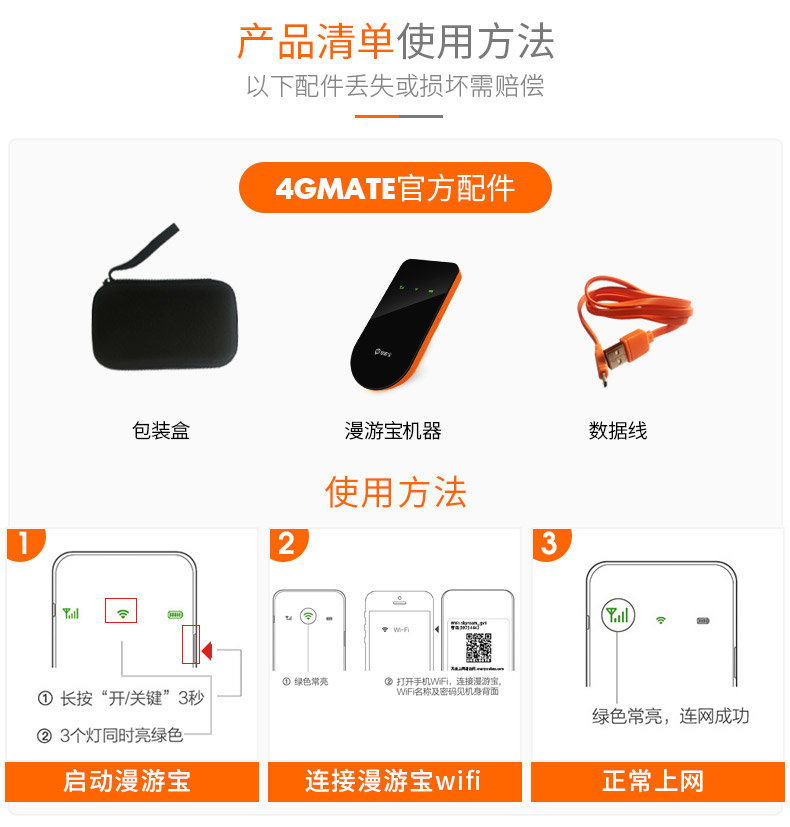 产品清单使用方法
以下配件丢失或损坏需赔偿
4GMATE官方配件
包装盒
漫游宝机器
数据线
使用方法
1
① 长按“开/关键”3秒
② 3个灯同时亮绿色
启动漫游宝
2
Wi-Fi
① 绿色常亮
② 打开手机WiFi，连接漫游宝，
WiFi名称及密码见机身背面
连接漫游宝wifi
3
绿色常亮，连网成功
正常上网